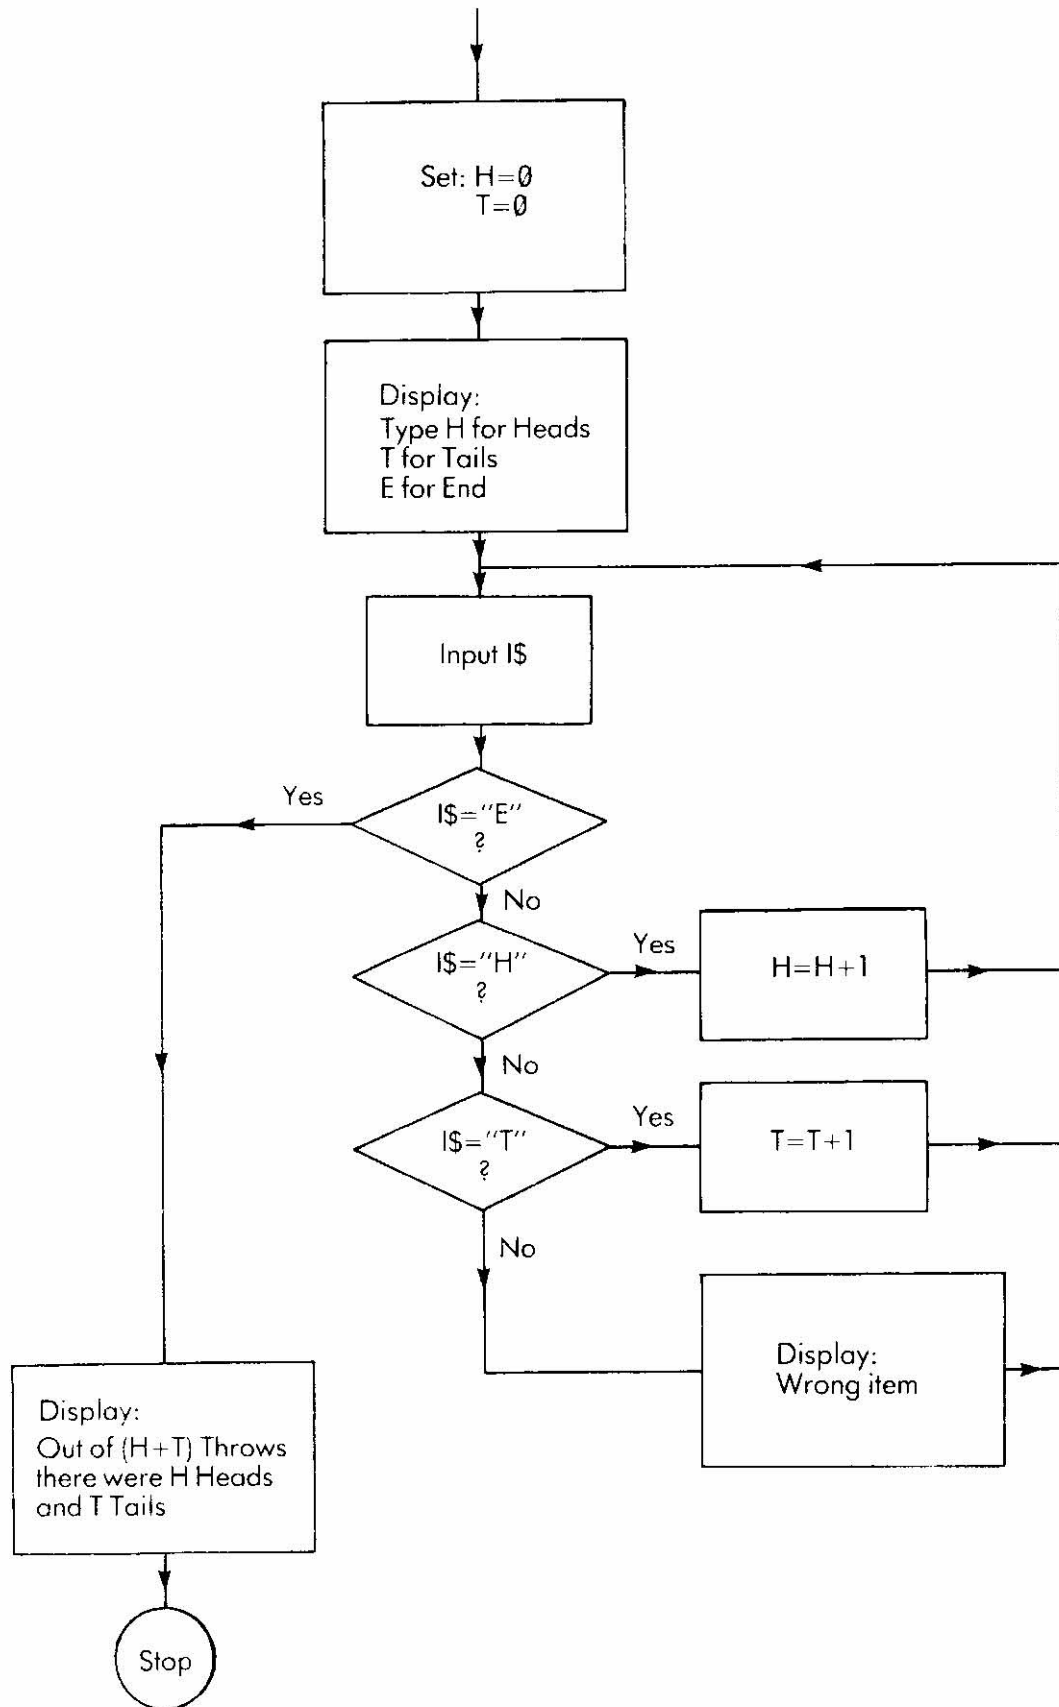 Set: H=0
T=0
Display:
Type H for Heads
T for Tails
E for End
Input I$
Yes
I$="E"
?
No
I$="H"
?
Yes
H=H+1
No
I$="T"
?
Yes
T=T+1
No
Display:
Wrong item
Display:
Out of (H+T) Throws
there were H Heads
and T Tails
Stop